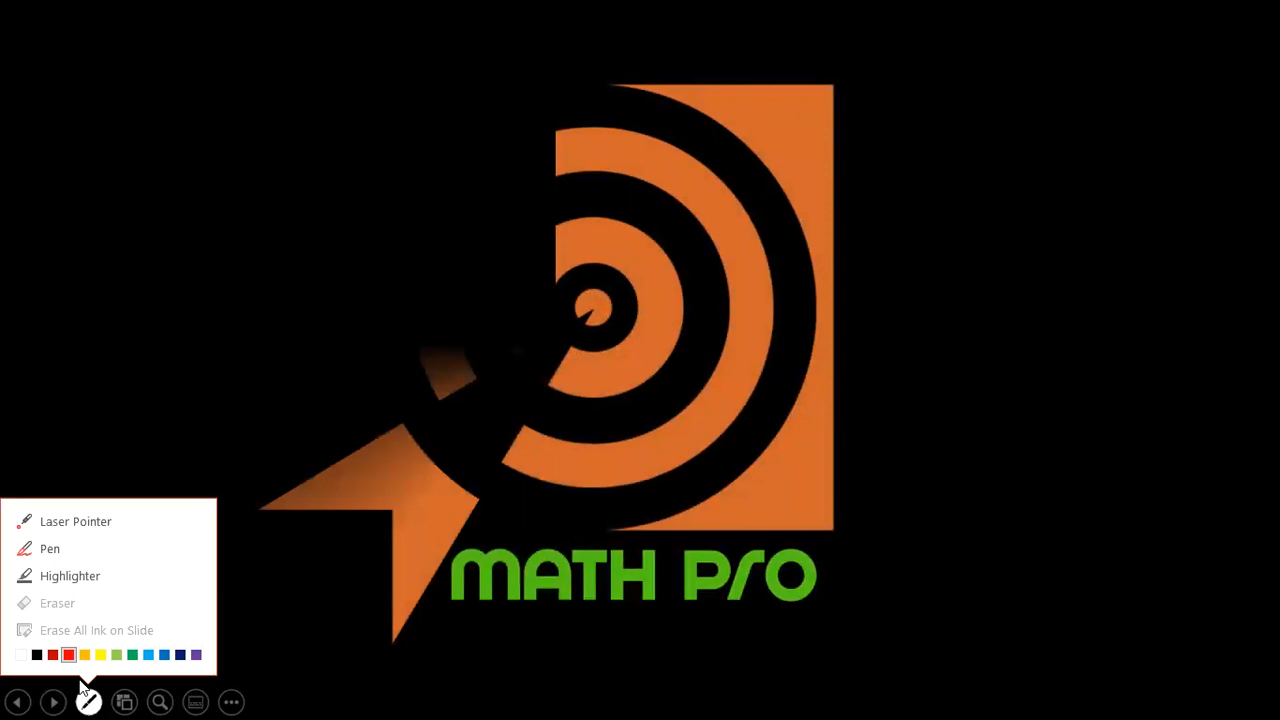 Laser Pointer
Pen
Highlighter
Eraser
Erase All Ink on Slide
MATH PrO